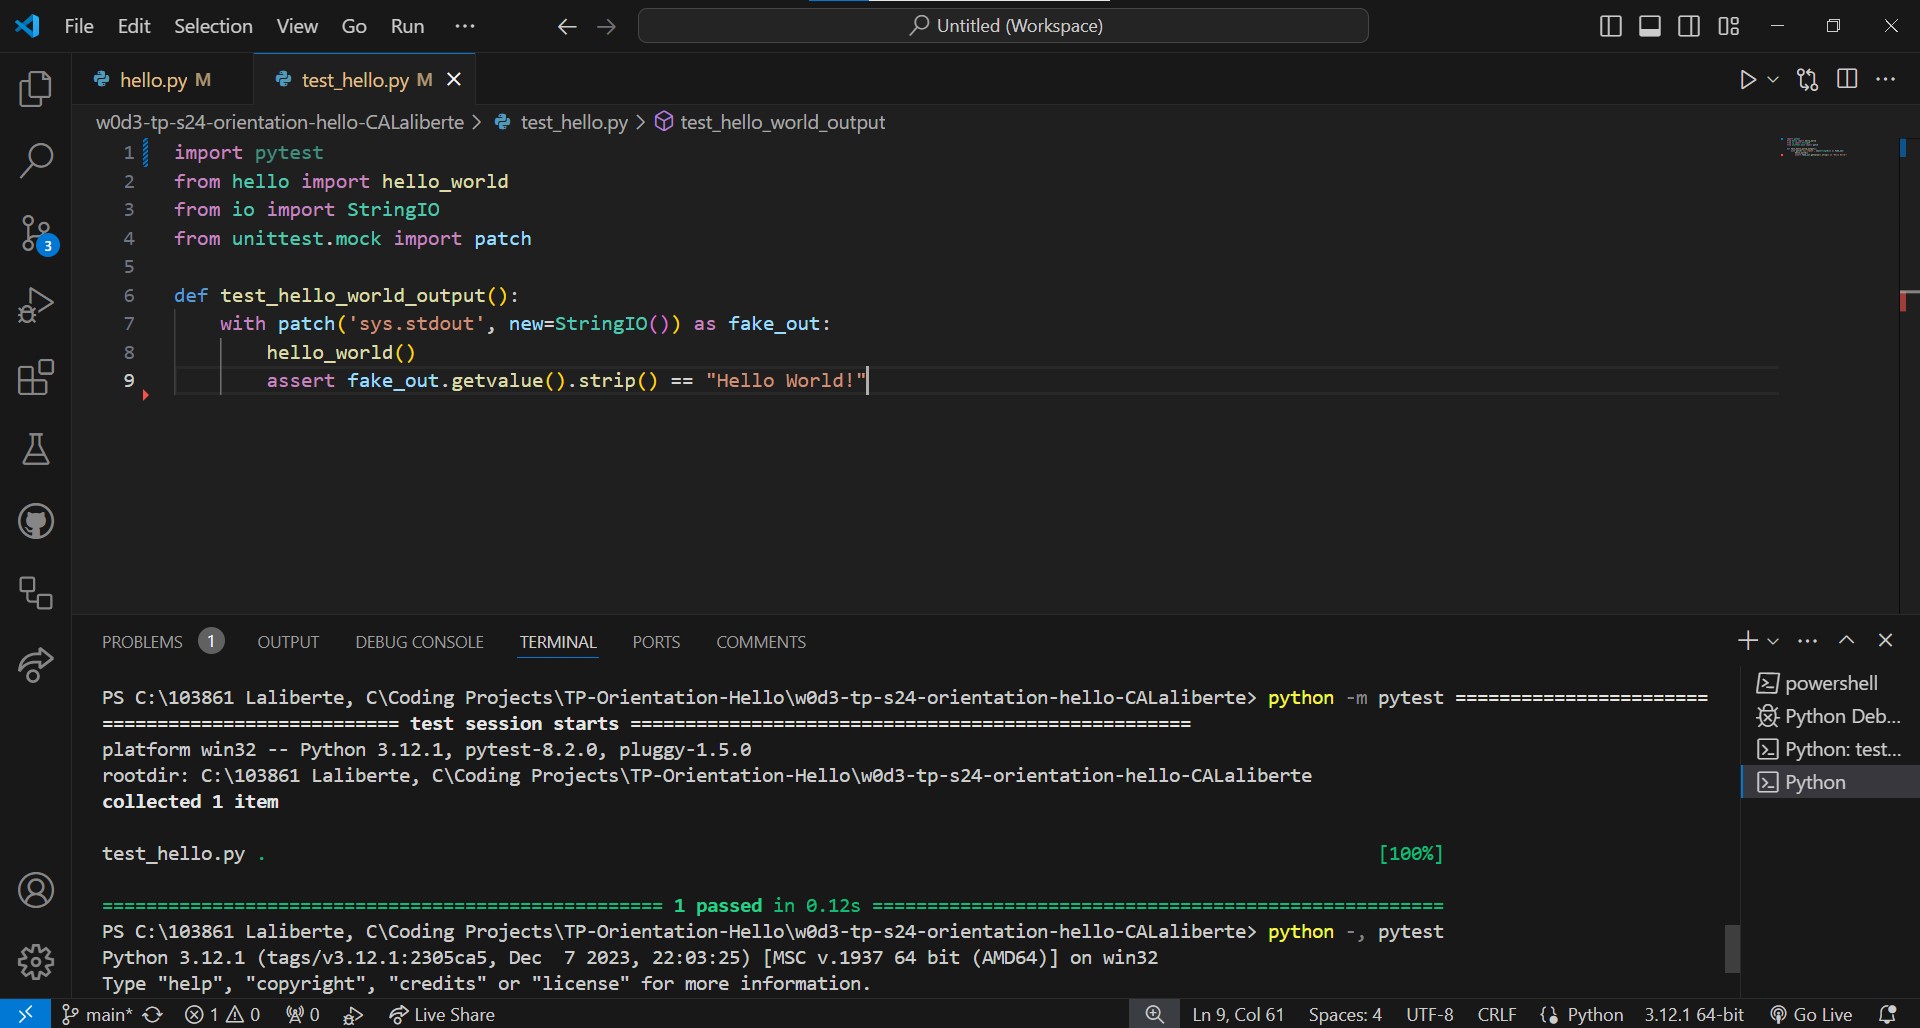 File Edit Selection View Go Run ··· Untitled (Workspace)
hello.py M test_hello.py M
w0d3-tp-s24-orientation-hello-CALaliberte > test_hello.py > test_hello_world_output
1 import pytest
2 from hello import hello_world
3 from io import StringIO
4 from unittest.mock import patch
5
6 def test_hello_world_output():
7 with patch('sys.stdout', new=StringIO()) as fake_out:
8 hello_world()
9 assert fake_out.getvalue().strip() == "Hello World!"
3
PROBLEMS 1 OUTPUT DEBUG CONSOLE TERMINAL PORTS COMMENTS
PS C:\103861 Laliberte, C\Coding Projects\TP-Orientation-Hello\w0d3-tp-s24-orientation-hello-CALaliberte> python -m pytest =======================
=========================== test session starts ===================================================
platform win32 -- Python 3.12.1, pytest-8.2.0, pluggy-1.5.0
rootdir: C:\103861 Laliberte, C\Coding Projects\TP-Orientation-Hello\w0d3-tp-s24-orientation-hello-CALaliberte
collected 1 item
test_hello.py . [100%]
=================================================== 1 passed in 0.12s ====================================================
PS C:\103861 Laliberte, C\Coding Projects\TP-Orientation-Hello\w0d3-tp-s24-orientation-hello-CALaliberte> python -, pytest
Python 3.12.1 (tags/v3.12.1:2305ca5, Dec  7 2023, 22:03:25) [MSC v.1937 64 bit (AMD64)] on win32
Type "help", "copyright", "credits" or "license" for more information.
powershell
Python Deb...
Python: test...
Python
main* 1 0 0 Live Share Ln 9, Col 61 Spaces: 4 UTF-8 CRLF Python 3.12.1 64-bit Go Live